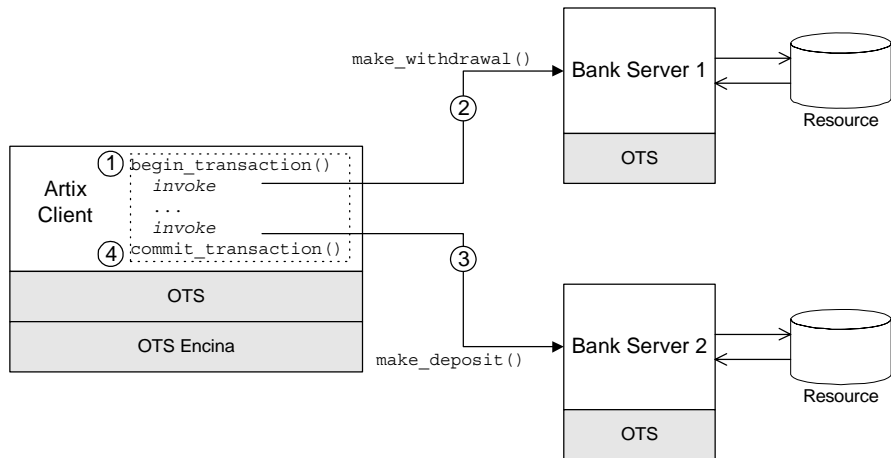 make_withdrawal()
Bank Server 1
2
OTS
Resource
1
begin_transaction()
Artix
Client
invoke
...
invoke
4
commit_transaction()
OTS
OTS Encina
3
make_deposit()
Bank Server 2
OTS
Resource